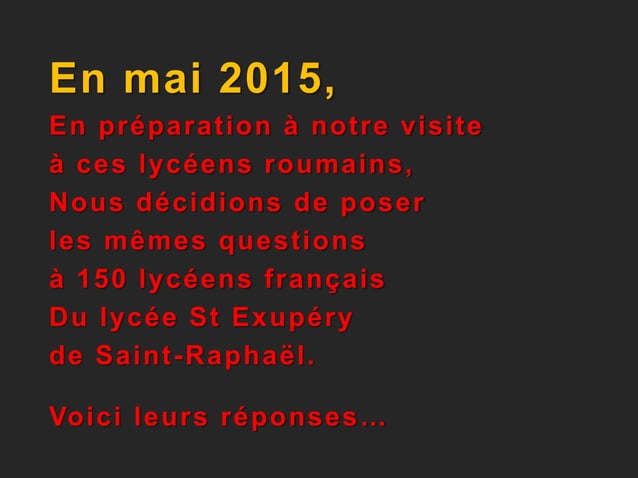 En mai 2015,
En préparation à notre visite
à ces lycéens roumains,
Nous décidions de poser
les mêmes questions
à 150 lycéens français
Du lycée St Exupéry
de Saint-Raphaël.
Voici leurs réponses…